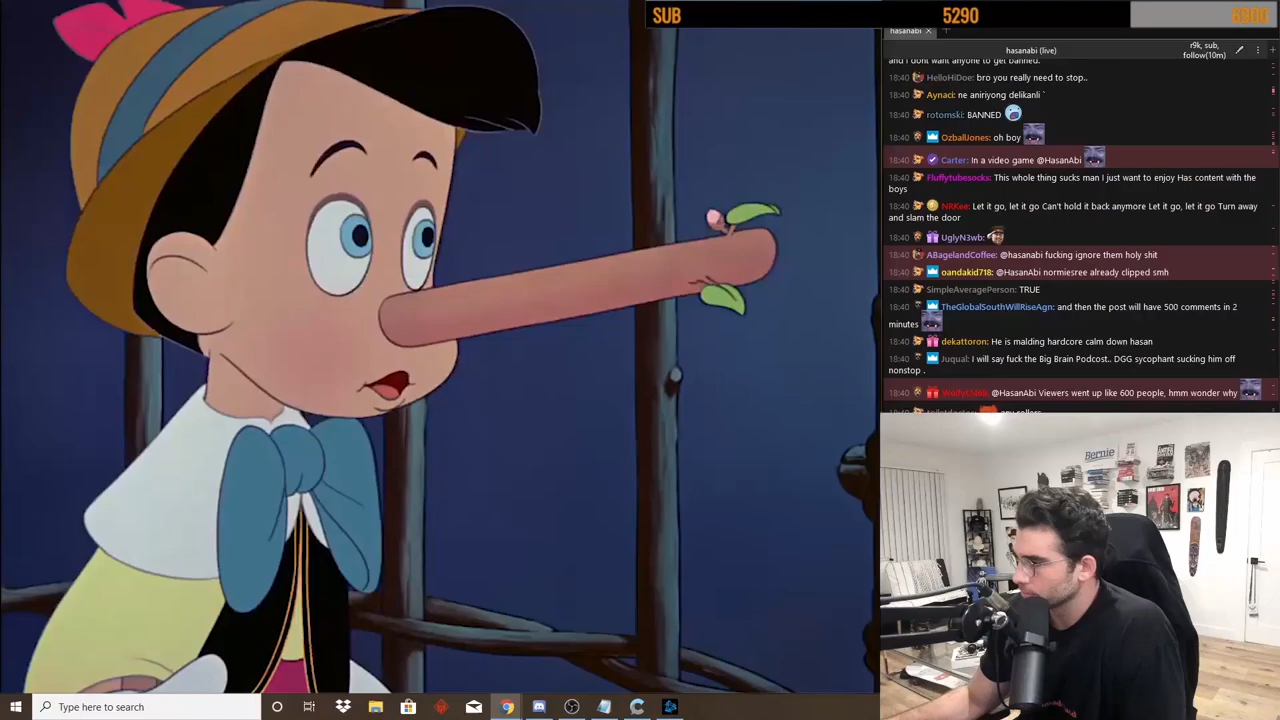 SUB 5290 6900
hasanabi
hasanabi (live)
r9k, sub,
follow(10m)
and i dont want anyone to get banned.
18:40 HelloHiDoe: bro you really need to stop..
18:40 Aynaci: ne aniriyong delikanli `
18:40 rotomski: BANNED
18:40 OzballJones: oh boy
18:40 Carter: In a video game @HasanAbi
18:40 Fluffytubesocks: This whole thing sucks man I just want to enjoy Has content with the
boys
18:40 NRKee: Let it go, let it go Can't hold it back anymore Let it go, let it go Turn away
and slam the door
18:40 UglyN3wb:
18:40 ABagelandCoffee: @hasanabi fucking ignore them holy shit
18:40 oandakid718: @HasanAbi normiesree already clipped smh
18:40 SimpleAveragePerson: TRUE
18:40 TheGlobalSouthWillRiseAgn: and then the post will have 500 comments in 2
minutes
18:40 dekattoron: He is malding hardcore calm down hasan
18:40 Juqual: I will say fuck the Big Brain Podcost.. DGG sycophant sucking him off
nonstop .
18:40 @HasanAbi Viewers went up like 600 people, hmm wonder why
18:40 any sellers
Bernie
Type here to search